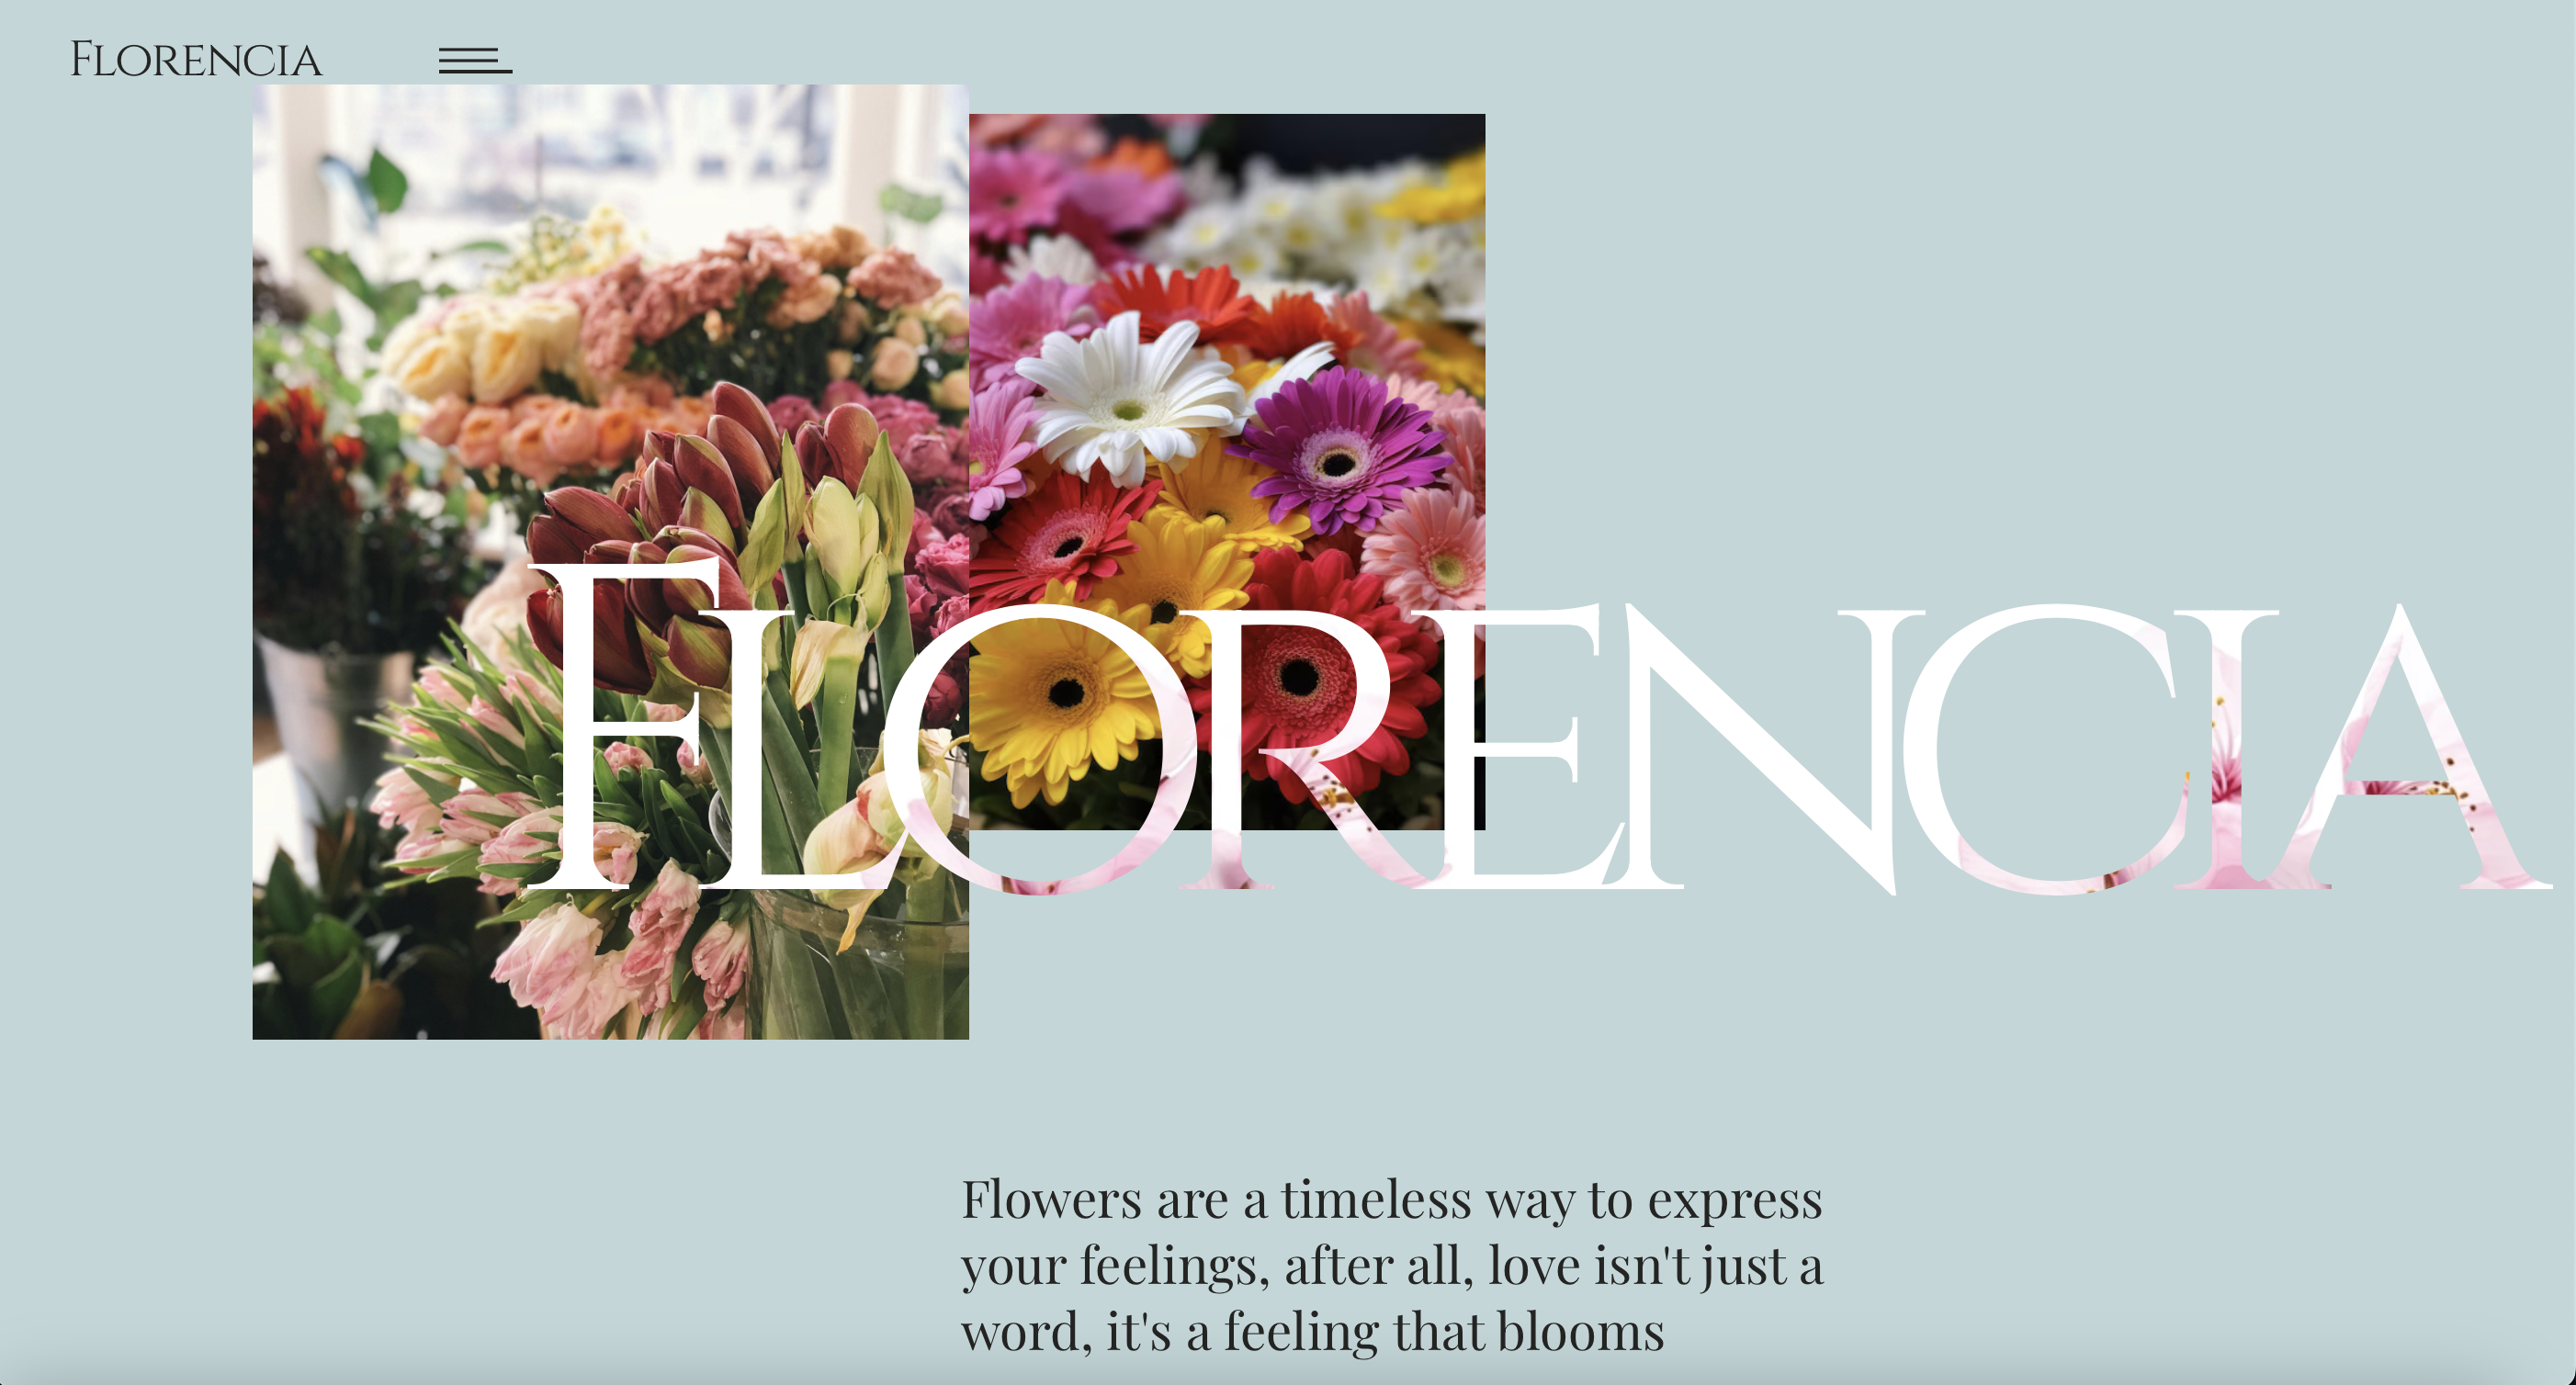 Florencia
Florencia
Flowers are a timeless way to express
your feelings, after all, love isn't just a
word, it's a feeling that blooms